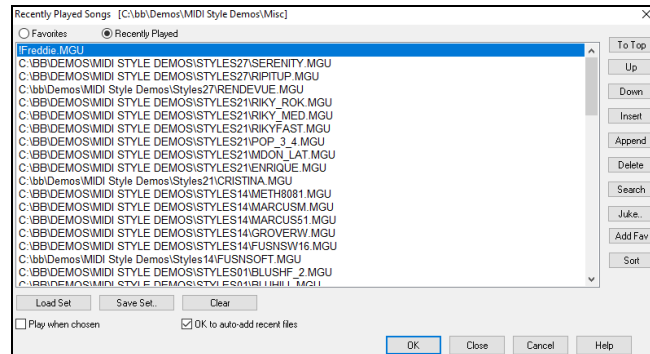 Recently Played Songs [C:\bb\Demos\MIDI Style Demos\Misc]
Favorites Recently Played
!Freddie.MGU
C:\BB\DEMOS\MIDI STYLE DEMOS\STYLES27\SERENITY.MGU
C:\BB\DEMOS\MIDI STYLE DEMOS\STYLES27\RIPITUP.MGU
C:\bb\Demos\MIDI Style Demos\Styles27\RENDEVUE.MGU
C:\BB\DEMOS\MIDI STYLE DEMOS\STYLES21\RIKY_ROK.MGU
C:\BB\DEMOS\MIDI STYLE DEMOS\STYLES21\RIKY_MED.MGU
C:\BB\DEMOS\MIDI STYLE DEMOS\STYLES21\RIKYFAST.MGU
C:\BB\DEMOS\MIDI STYLE DEMOS\STYLES21\POP_3_4.MGU
C:\BB\DEMOS\MIDI STYLE DEMOS\STYLES21\MDON_LAT.MGU
C:\BB\DEMOS\MIDI STYLE DEMOS\STYLES21\ENRIQUE.MGU
C:\bb\Demos\MIDI Style Demos\Styles21\CRISTINA.MGU
C:\BB\DEMOS\MIDI STYLE DEMOS\STYLES14\METH8081.MGU
C:\BB\DEMOS\MIDI STYLE DEMOS\STYLES14\MARCUSM.MGU
C:\BB\DEMOS\MIDI STYLE DEMOS\STYLES14\MARCUS51.MGU
C:\BB\DEMOS\MIDI STYLE DEMOS\STYLES14\GROVERW.MGU
C:\BB\DEMOS\MIDI STYLE DEMOS\STYLES14\FUSNSW16.MGU
C:\bb\Demos\MIDI Style Demos\Styles14\FUSNSOFT.MGU
C:\BB\DEMOS\MIDI STYLE DEMOS\STYLES01\BLUSHF_2.MGU
C:\BB\DEMOS\MIDI STYLE DEMOS\STYLES01\BLUHILL.MGU
To Top
Up
Down
Insert
Append
Delete
Search
Juke..
Add Fav
Sort
Load Set Save Set.. Clear
Play when chosen OK to auto-add recent files
OK Close Cancel Help